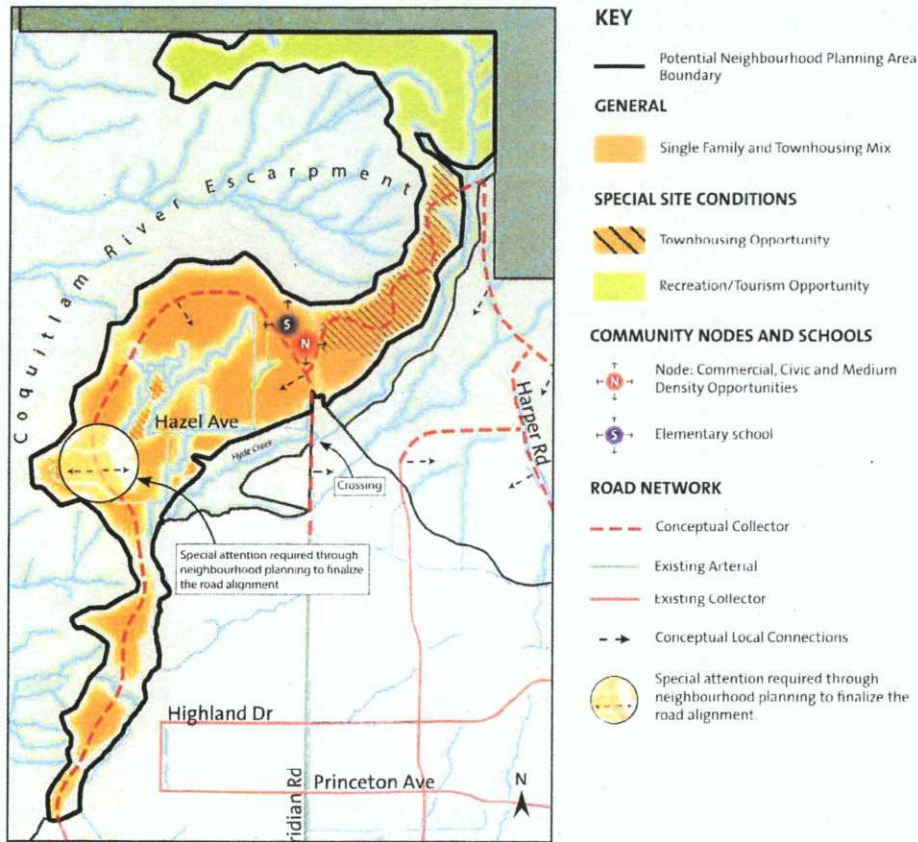 Coquitlam River Escarpment
S
N
Hazel Ave
Hyde Creek
Crossing
Harper Rd
Special attention required through
neighbourhood planning to finalize
the road alignment
Highland Dr
Princeton Ave
ridian Rd
N
KEY
Potential Neighbourhood Planning Area
Boundary
GENERAL
Single Family and Townhousing Mix
SPECIAL SITE CONDITIONS
Townhousing Opportunity
Recreation/Tourism Opportunity
COMMUNITY NODES AND SCHOOLS
N
Node: Commercial, Civic and Medium
Density Opportunities
S
Elementary school
ROAD NETWORK
Conceptual Collector
Existing Arterial
Existing Collector
Conceptual Local Connections
Special attention required through
neighbourhood planning to finalize the
road alignment.